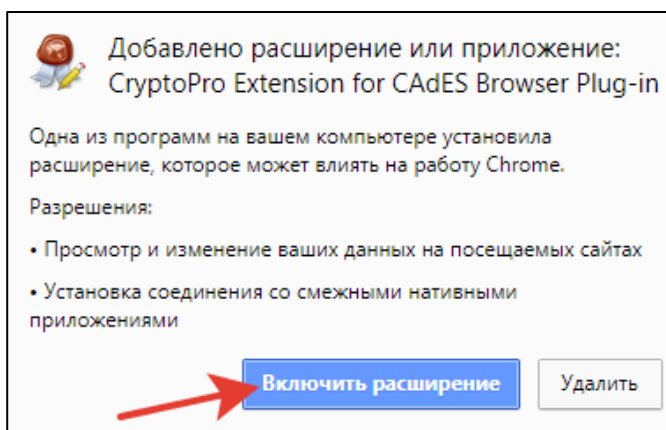 Добавлено расширение или приложение:
CryptoPro Extension for CAdES Browser Plug-in
Одна из программ на вашем компьютере установила
расширение, которое может влиять на работу Chrome.
Разрешения:
• Просмотр и изменение ваших данных на посещаемых сайтах
• Установка соединения со смежными нативными
приложениями
Включить расширение Удалить